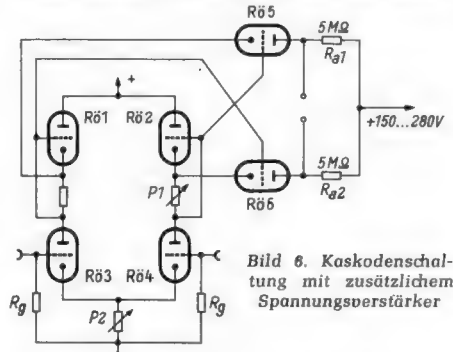 Rö5
5MΩ
Ra1
+
Rö1
Rö2
+150...280V
5MΩ
Ra2
P1
Rö6
Rö3
Rö4
Rg
P2
Rg
Bild 6. Kaskodenschal-
tung mit zusätzlichem
Spannungsverstärker